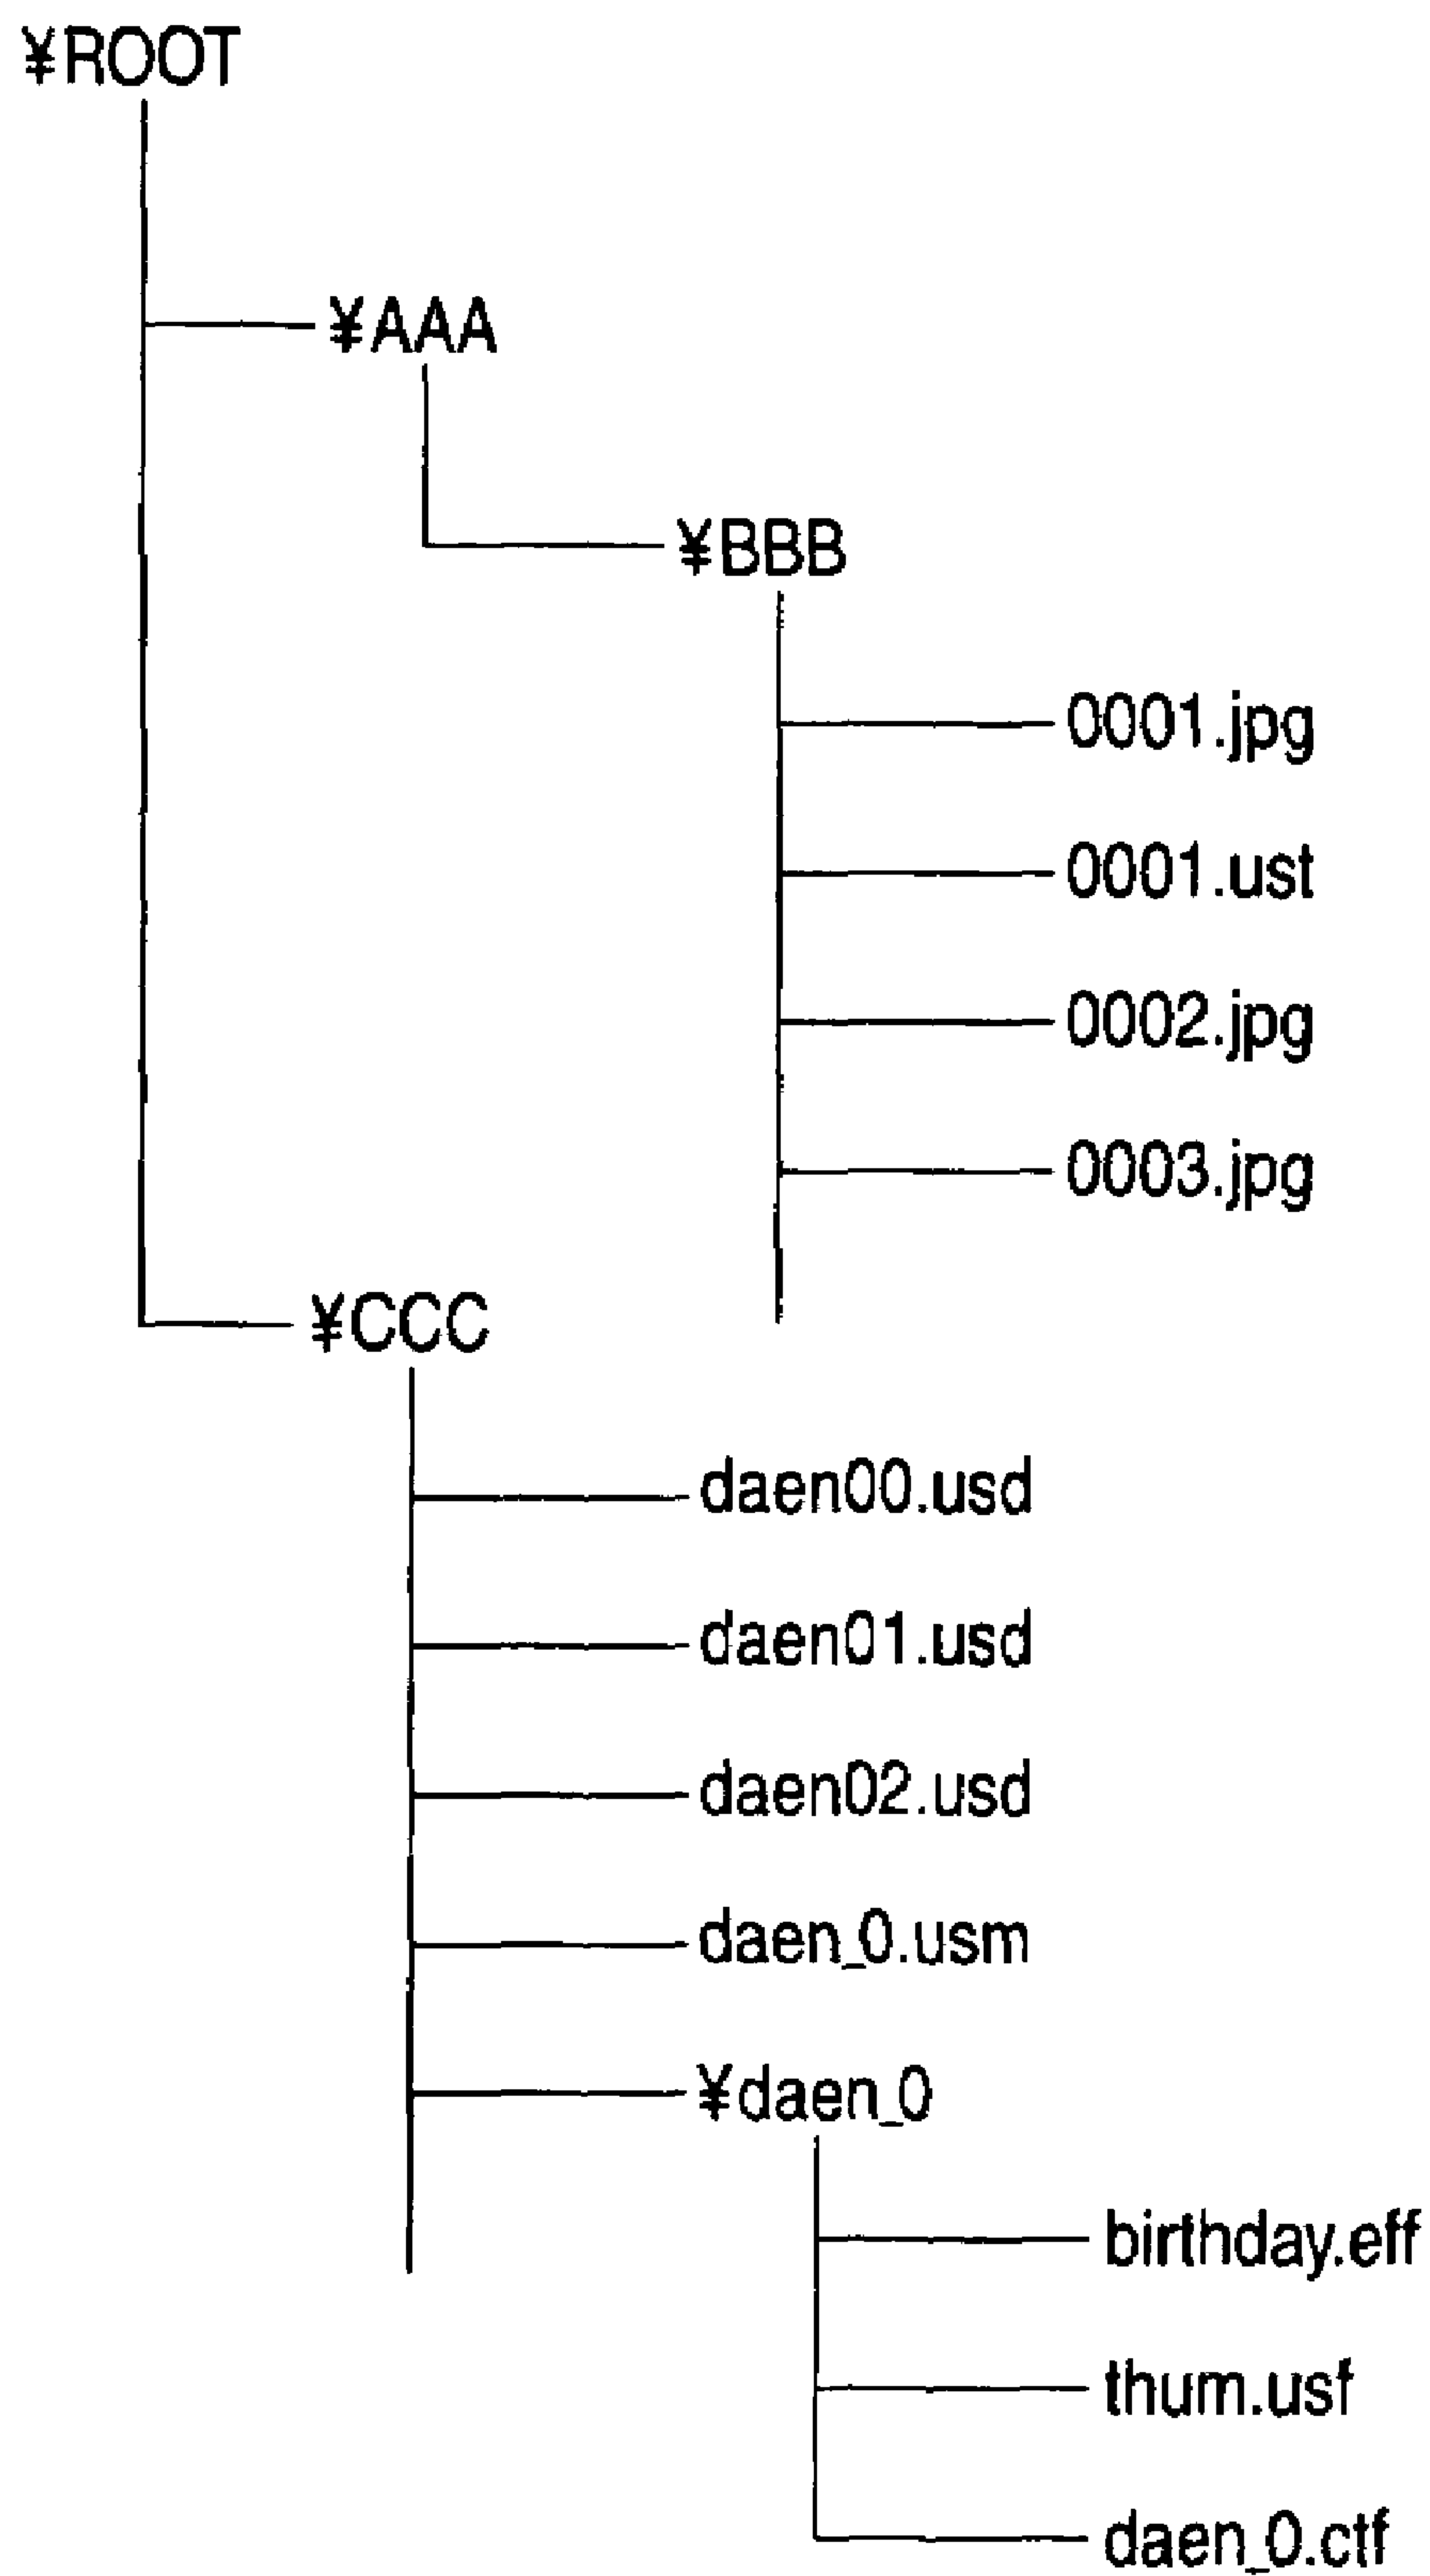 ¥ROOT
¥AAA
¥BBB
0001.jpg
0001.ust
0002.jpg
0003.jpg
¥CCC
daen00.usd
daen01.usd
daen02.usd
daen_0.usm
¥daen_0
birthday.eff
thum.usf
daen_0.ctf